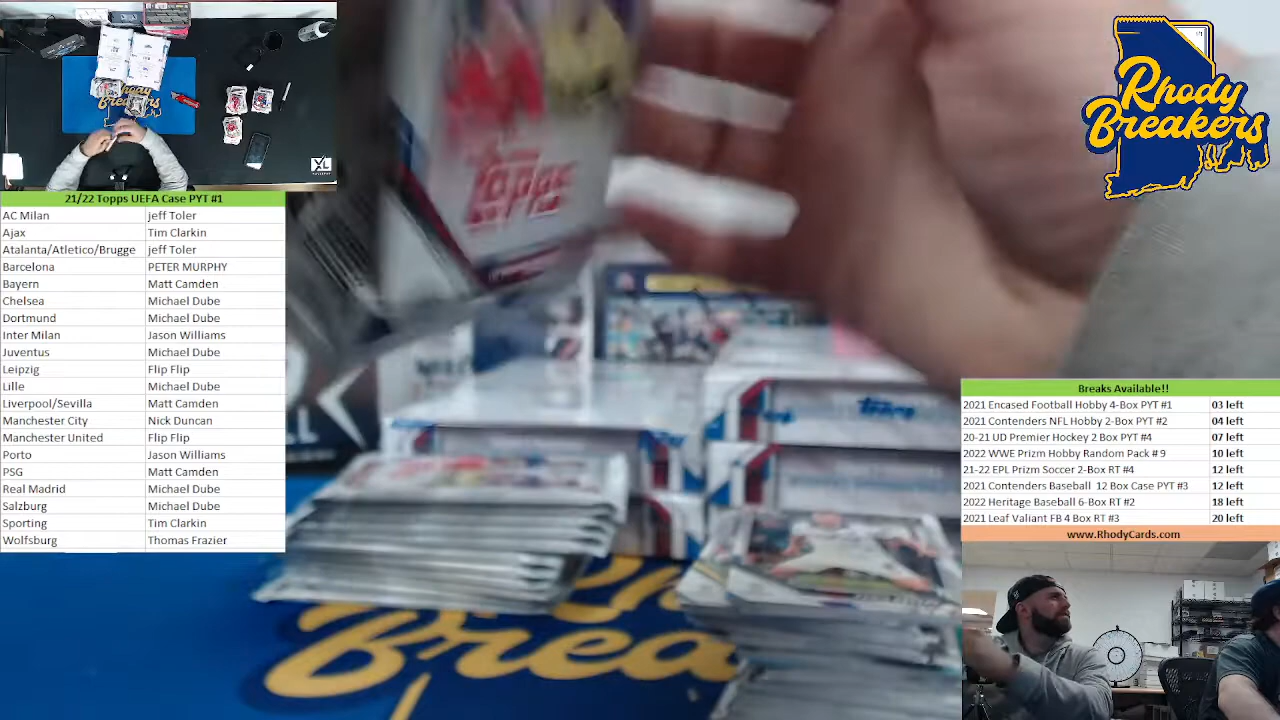 21/22 Topps UEFA Case PYT #1
AC Milan jeff Toler
Ajax Tim Clarkin
Atalanta/Atletico/Brugge jeff Toler
Barcelona PETER MURPHY
Bayern Matt Camden
Chelsea Michael Dube
Dortmund Michael Dube
Inter Milan Jason Williams
Juventus Michael Dube
Leipzig Flip Flip
Lille Michael Dube
Liverpool/Sevilla Matt Camden
Manchester City Nick Duncan
Manchester United Flip Flip
Porto Jason Williams
PSG Matt Camden
Real Madrid Michael Dube
Salzburg Michael Dube
Sporting Tim Clarkin
Wolfsburg Thomas Frazier
Topps
Topps
Brea
Rhody
Breakers
Breaks Available!!
2021 Encased Football Hobby 4-Box PYT #1 03 left
2021 Contenders NFL Hobby 2-Box PYT #2 04 left
20-21 UD Premier Hockey 2 Box PYT #4 07 left
2022 WWE Prizm Hobby Random Pack # 9 10 left
21-22 EPL Prizm Soccer 2-Box RT #4 12 left
2021 Contenders Baseball 12 Box Case PYT #3 12 left
2022 Heritage Baseball 6-Box RT #2 18 left
2021 Leaf Valiant FB 4 Box RT #3 20 left
www.RhodyCards.com